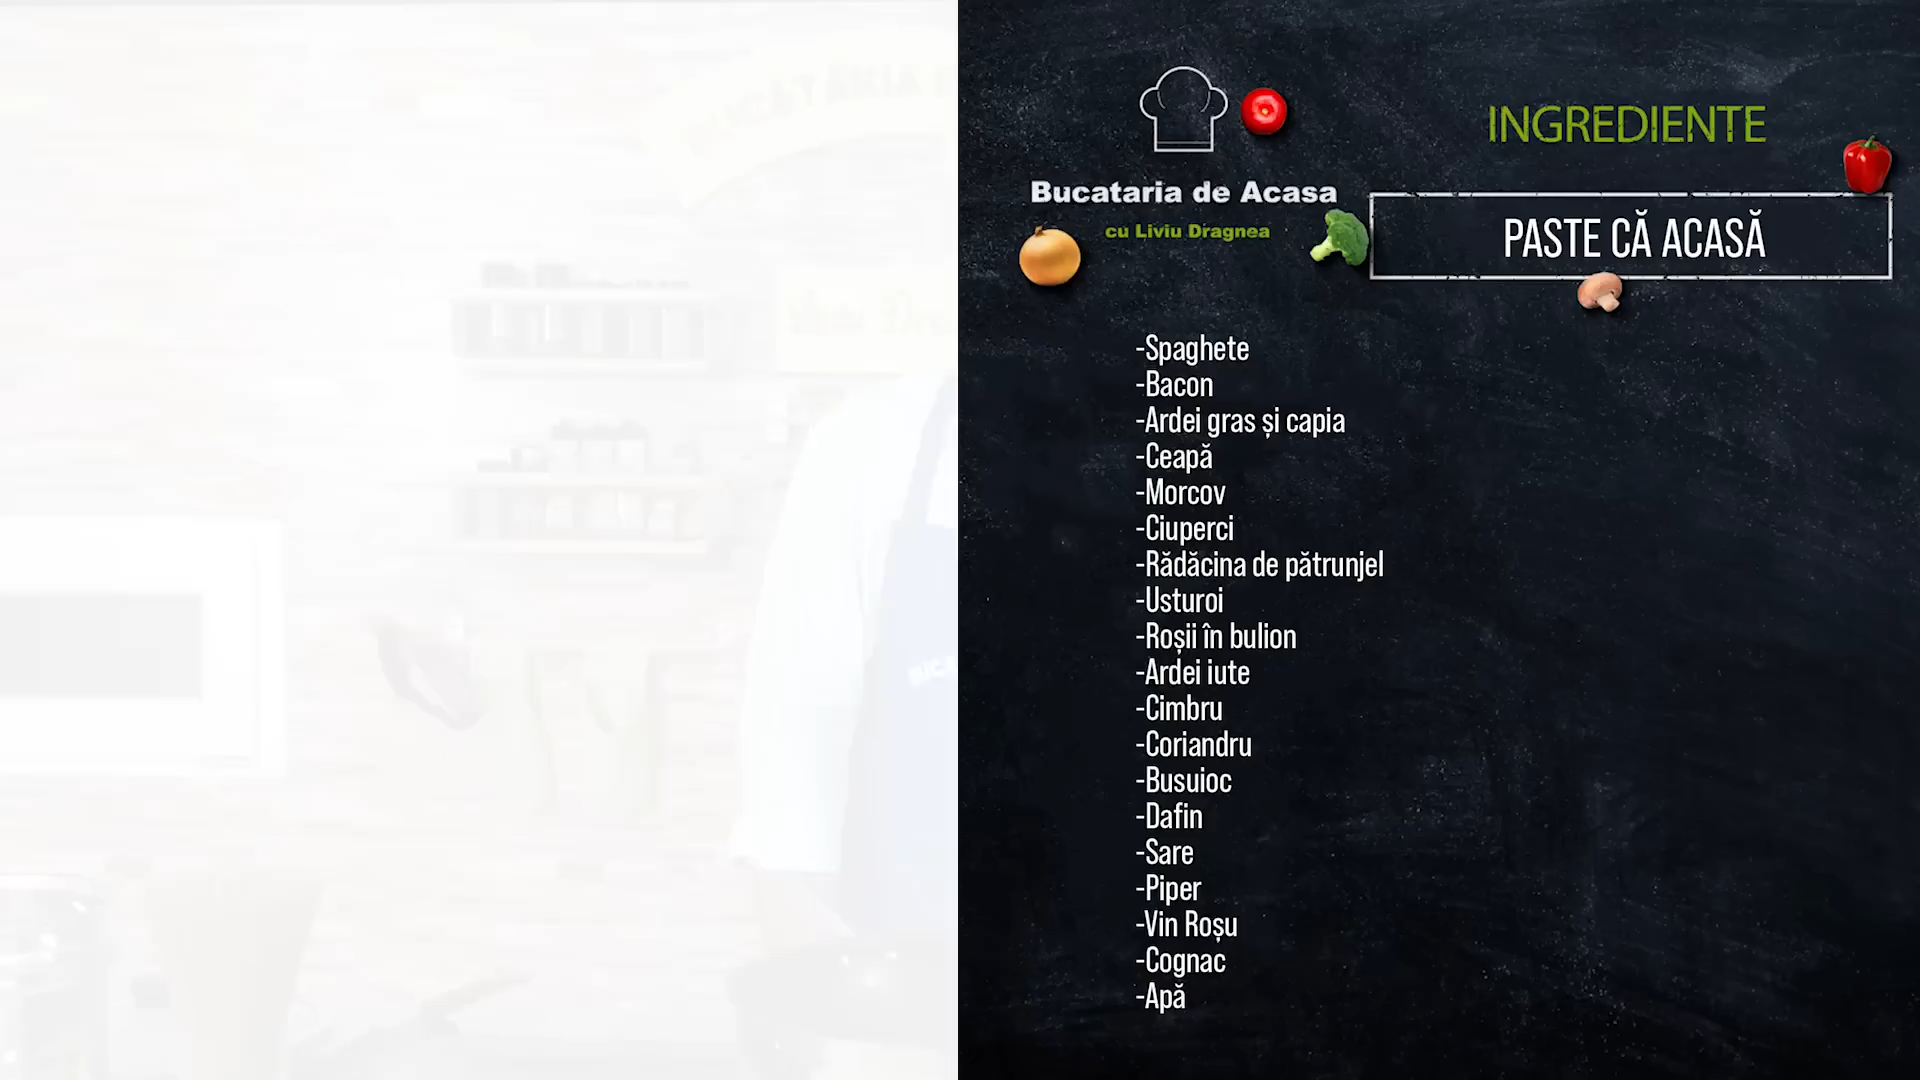 Bucataria de Acasa
cu Liviu Dragnea
INGREDIENTE
PASTE CĂ ACASĂ
-Spaghete
-Bacon
-Ardei gras și capia
-Ceapă
-Morcov
-Ciuperci
-Rădăcina de pătrunjel
-Usturoi
-Roșii în bulion
-Ardei iute
-Cimbru
-Coriandru
-Busuioc
-Dafin
-Sare
-Piper
-Vin Roșu
-Cognac
-Apă